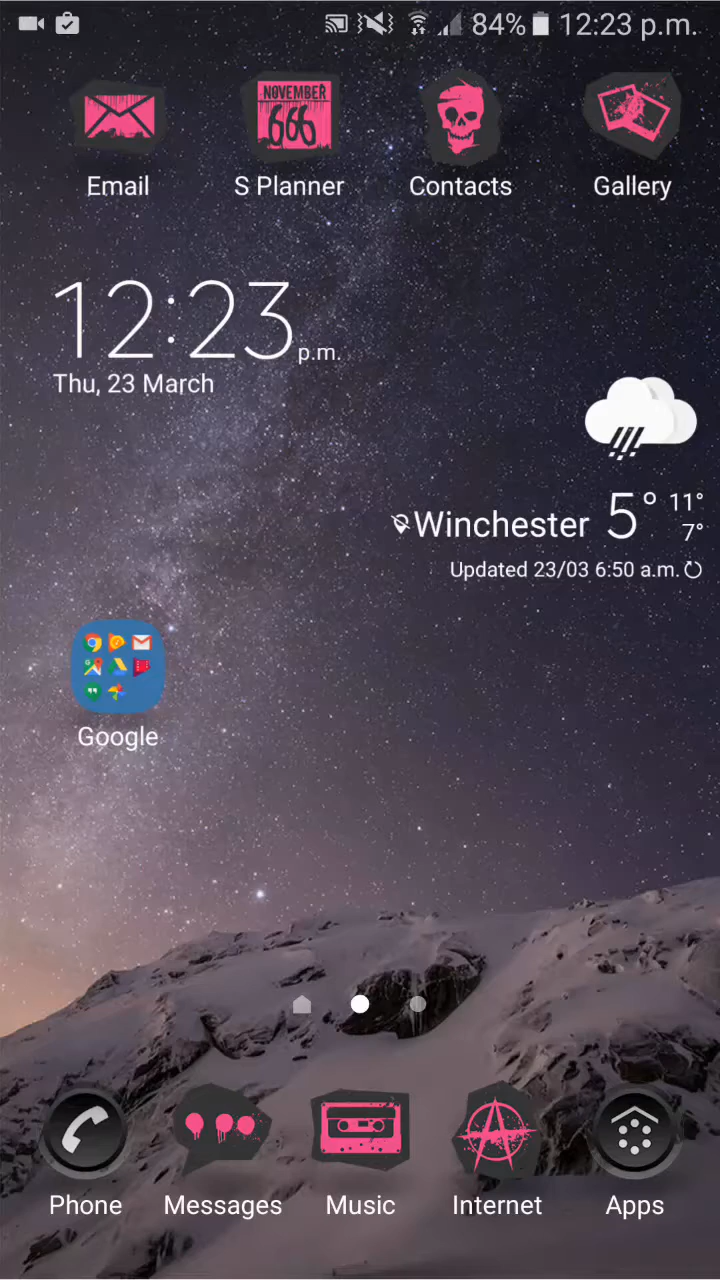 84% 12:23 p.m.
NOVEMBER
666
Email S Planner Contacts Gallery
12:23 p.m.
Thu, 23 March
Winchester 5° 11°
7°
Updated 23/03 6:50 a.m.
Google
Phone Messages Music Internet Apps